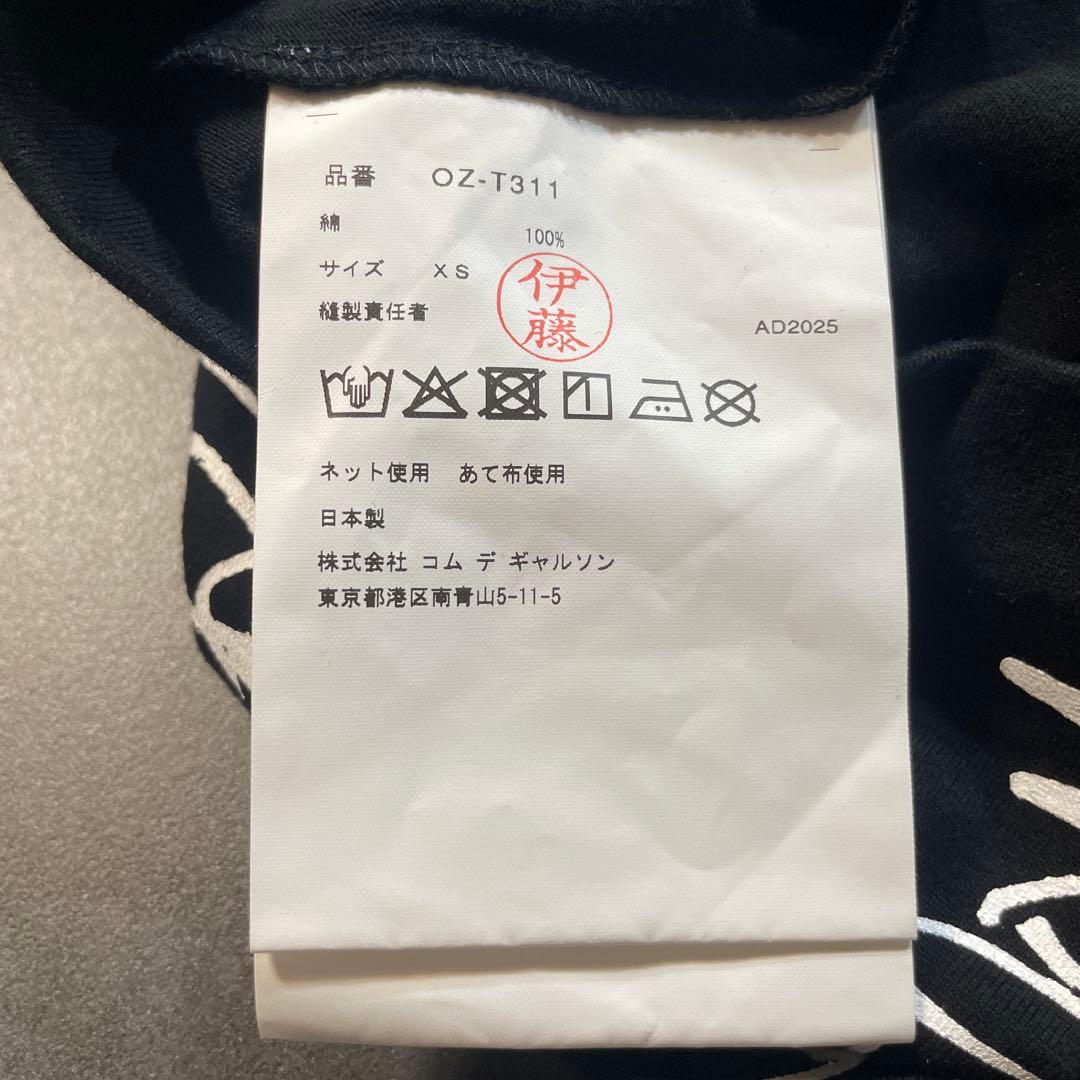 品番 OZ-T311
綿 100%
サイズ XS
縫製責任者 伊藤
AD2025
ネット使用 あて布使用
日本製
株式会社 コム デ ギャルソン
東京都港区南青山5-11-5